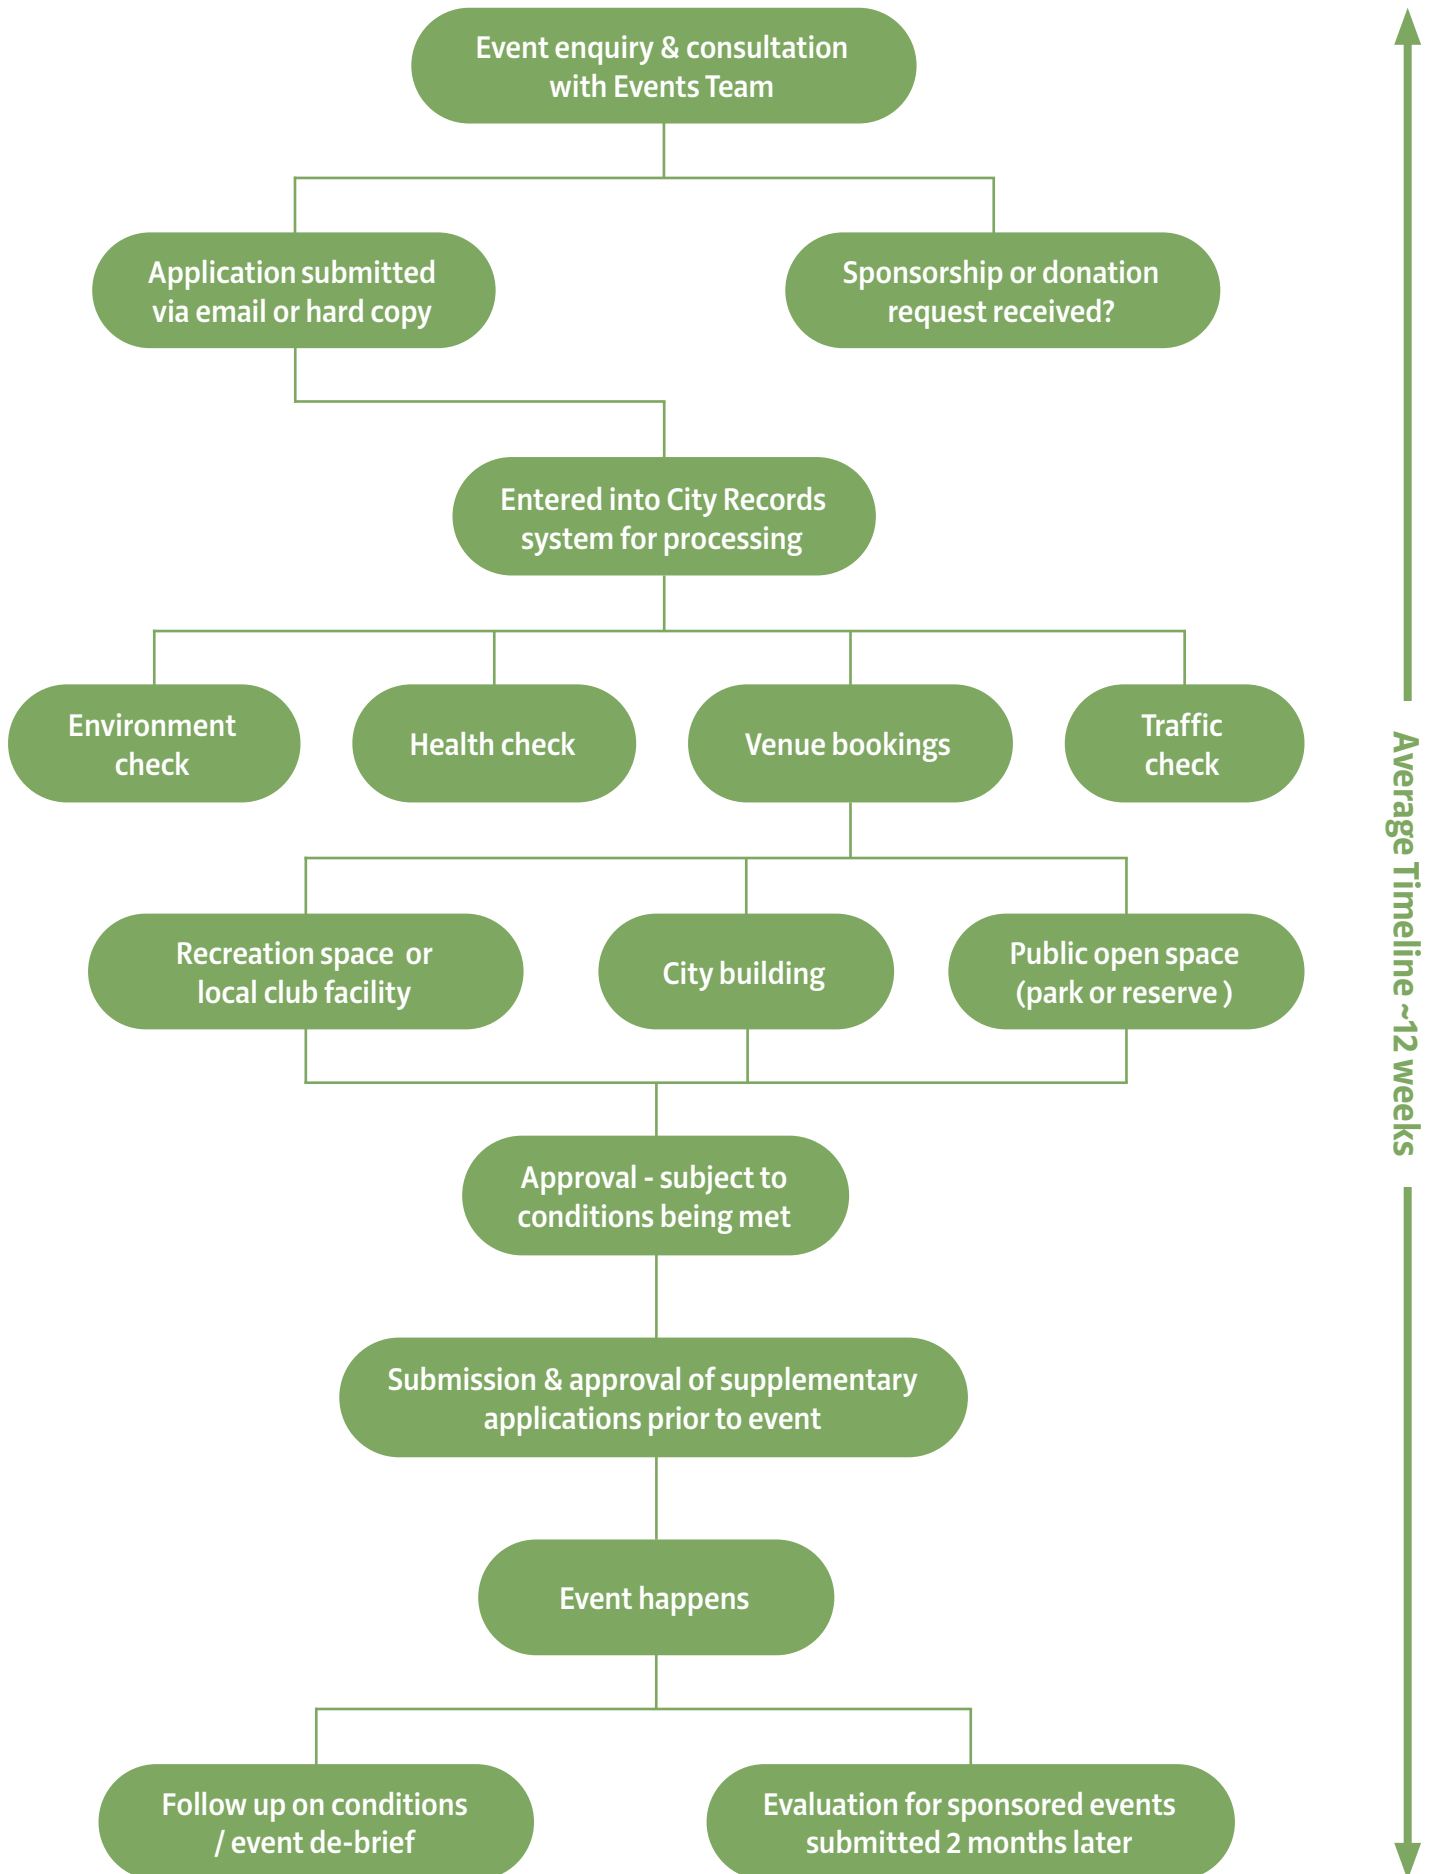 Event enquiry & consultation
with Events Team
Application submitted
via email or hard copy
Sponsorship or donation
request received?
Entered into City Records
system for processing
Environment
check
Health check
Venue bookings
Traffic
check
Recreation space or
local club facility
City building
Public open space
(park or reserve )
Approval - subject to
conditions being met
Submission & approval of supplementary
applications prior to event
Event happens
Follow up on conditions
/ event de-brief
Evaluation for sponsored events
submitted 2 months later
Average Timeline ~12 weeks